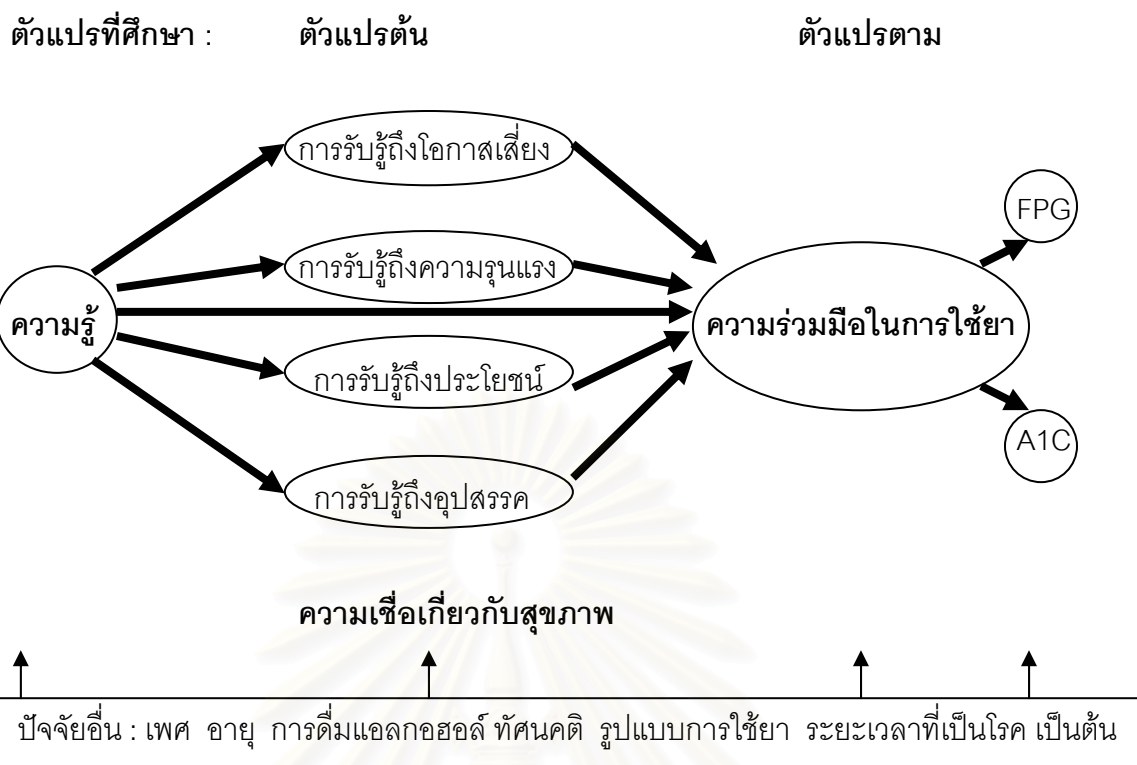 ตัวแปรที่ศึกษา : ตัวแปรต้น ตัวแปรตาม
การรับรู้ถึงโอกาสเสี่ยง
FPG
การรับรู้ถึงความรุนแรง
ความรู้
ความร่วมมือในการใช้ยา
การรับรู้ถึงประโยชน์
A1C
การรับรู้ถึงอุปสรรค
ความเชื่อเกี่ยวกับสุขภาพ
ปัจจัยอื่น : เพศ อายุ การดื่มแอลกอฮอล์ ทัศนคติ รูปแบบการใช้ยา ระยะเวลาที่เป็นโรค เป็นต้น